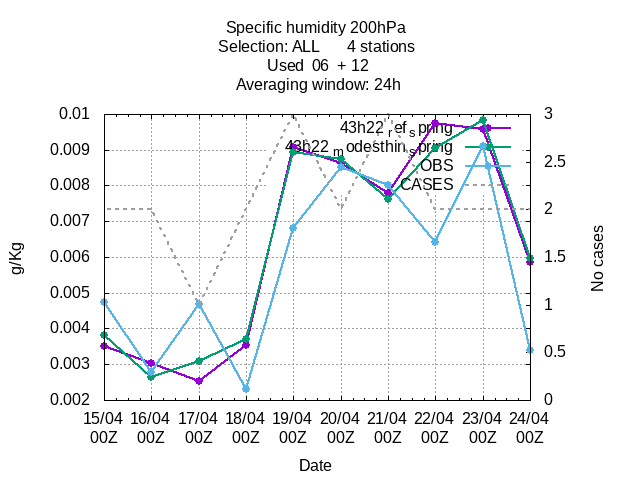 Specific humidity 200hPa
Selection: ALL      4 stations
Used  06  + 12
Averaging window: 24h
0.01
0.009
0.008
0.007
0.006
0.005
0.004
0.003
0.002
g/Kg
3
2.5
2
1.5
1
0.5
0
No cases
43h22_ref_spring
43h22_modesthin_spring
OBS
CASES
15/04 16/04 17/04 18/04 19/04 20/04 21/04 22/04 23/04 24/04
00Z 00Z 00Z 00Z 00Z 00Z 00Z 00Z 00Z 00Z
Date